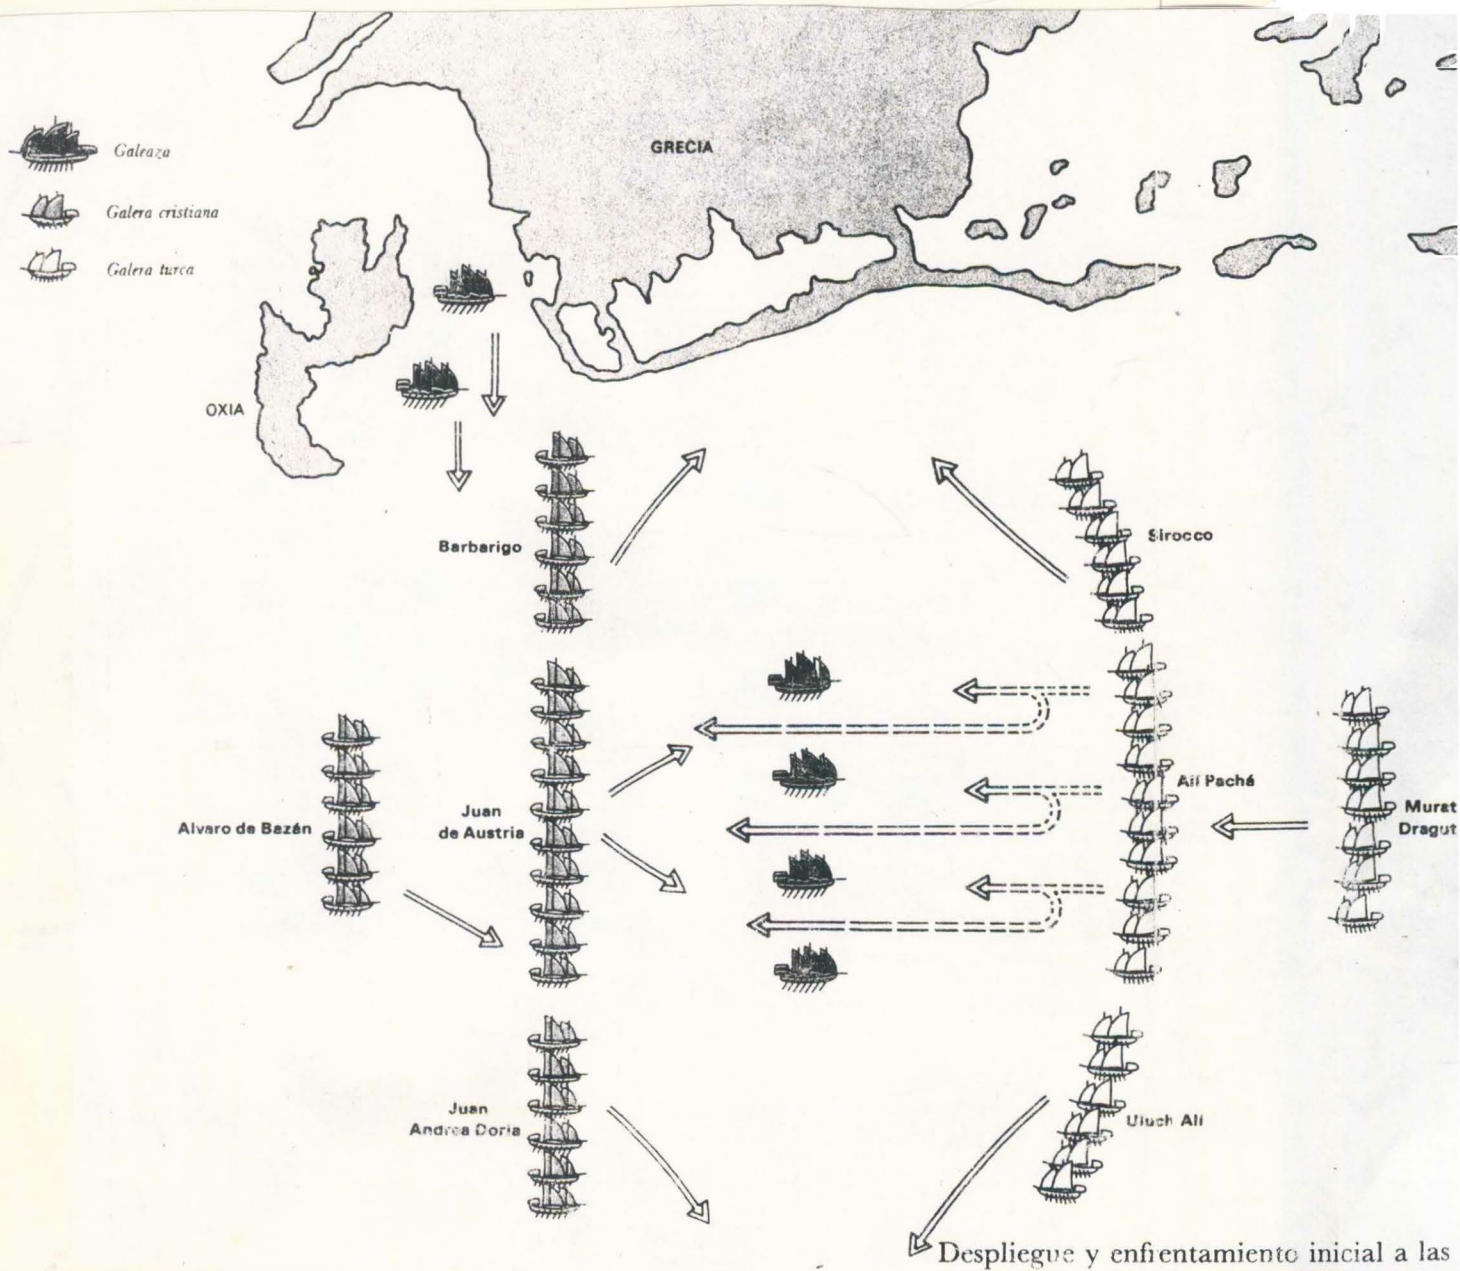 GRECIA
Galeaza
Galera cristiana
Galera turca
OXIA
Barbarigo
Sirocco
Alvaro de Bazán
Juan
de Austria
Alí Pachá
Murat
Dragut
Juan
Andrea Doria
Uluch Alí
Despliegue y enfrentamiento inicial a las